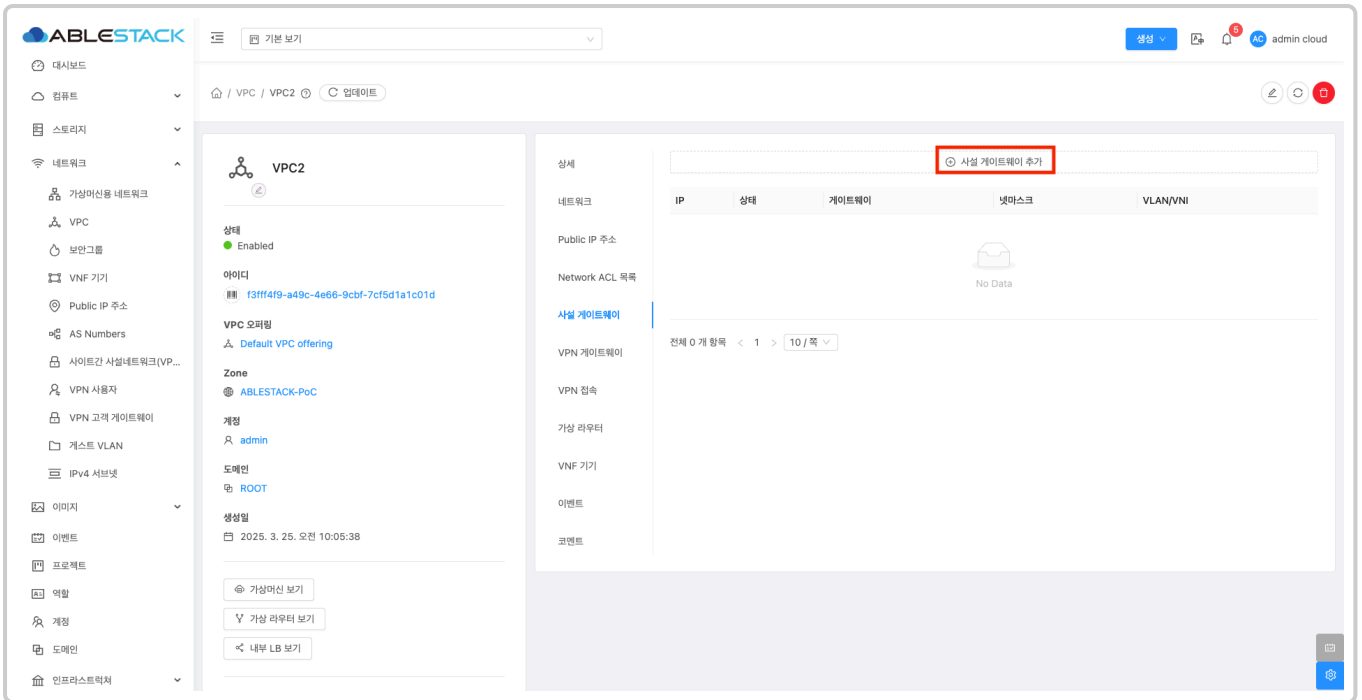 ABLESTACK
기본 보기
생성
5
AC
admin cloud
대시보드
컴퓨트
스토리지
네트워크
가상머신용 네트워크
VPC
보안그룹
VNF 기기
Public IP 주소
AS Numbers
사이트간 사설네트워크(VP...
VPN 사용자
VPN 고객 게이트웨이
게스트 VLAN
IPv4 서브넷
이미지
이벤트
프로젝트
역할
계정
도메인
인프라스트럭쳐
/ VPC / VPC2
업데이트
VPC2
상태
Enabled
아이디
f3fff4f9-a49c-4e66-9cbf-7cf5d1a1c01d
VPC 오퍼링
Default VPC offering
Zone
ABLESTACK-PoC
계정
admin
도메인
ROOT
생성일
2025. 3. 25. 오전 10:05:38
가상머신 보기
가상 라우터 보기
내부 LB 보기
상세
네트워크
Public IP 주소
Network ACL 목록
사설 게이트웨이
VPN 게이트웨이
VPN 접속
가상 라우터
VNF 기기
이벤트
코멘트
사설 게이트웨이 추가
IP 상태 게이트웨이 넷마스크 VLAN/VNI
No Data
전체 0 개 항목 < 1 > 10 / 쪽